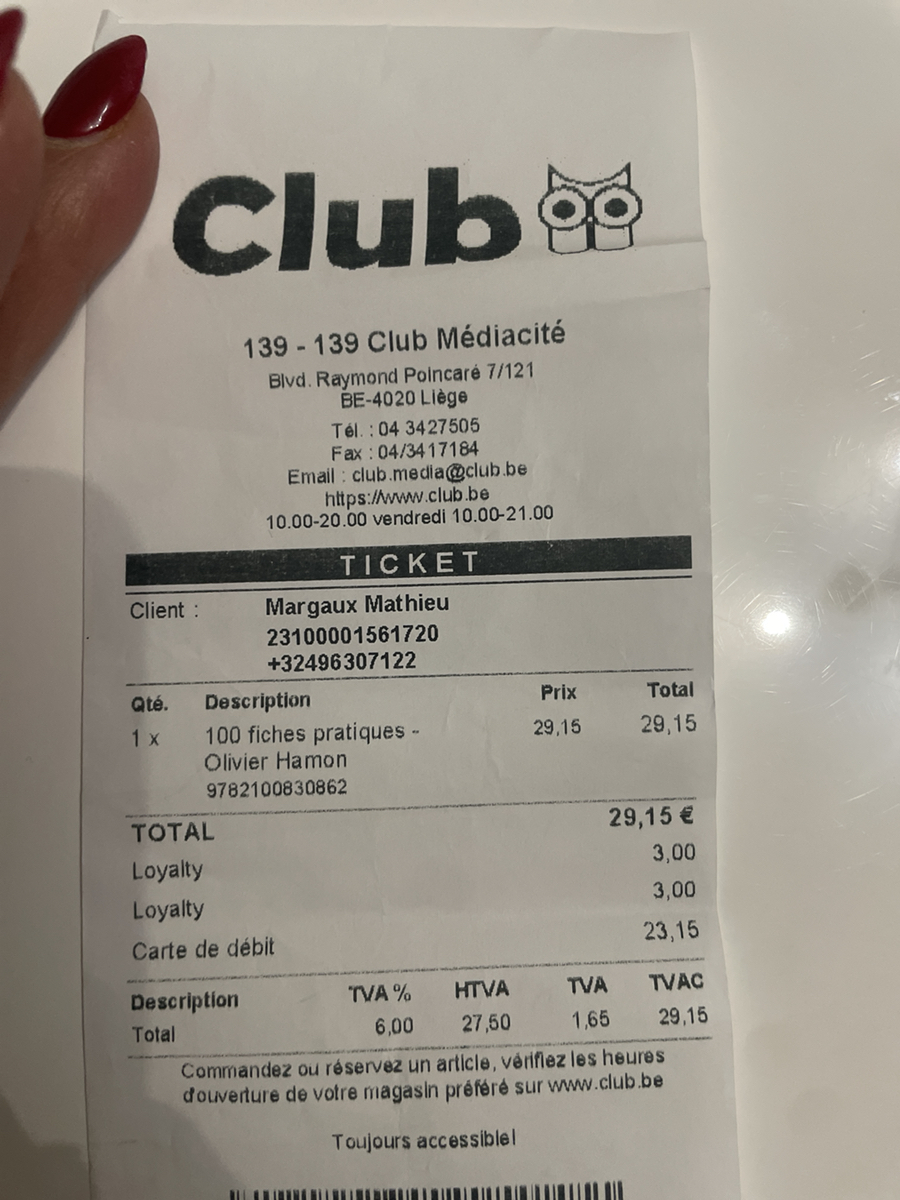 Club
139 - 139 Club Médiacité
Blvd. Raymond Poincaré 7/121
BE-4020 Liège
Tél. : 04 3427505
Fax : 04/3417184
Email : club.media@club.be
https://www.club.be
10.00-20.00 vendredi 10.00-21.00
TICKET
Client : Margaux Mathieu
23100001561720
+32496307122
Qté. Description Prix Total
1 x 100 fiches pratiques - 29,15 29,15
Olivier Hamon
9782100830862
TOTAL 29,15 €
Loyalty 3,00
Loyalty 3,00
Carte de débit 23,15
Description TVA % HTVA TVA TVAC
Total 6,00 27,50 1,65 29,15
Commandez ou réservez un article, vérifiez les heures
d'ouverture de votre magasin préféré sur www.club.be
Toujours accessible!